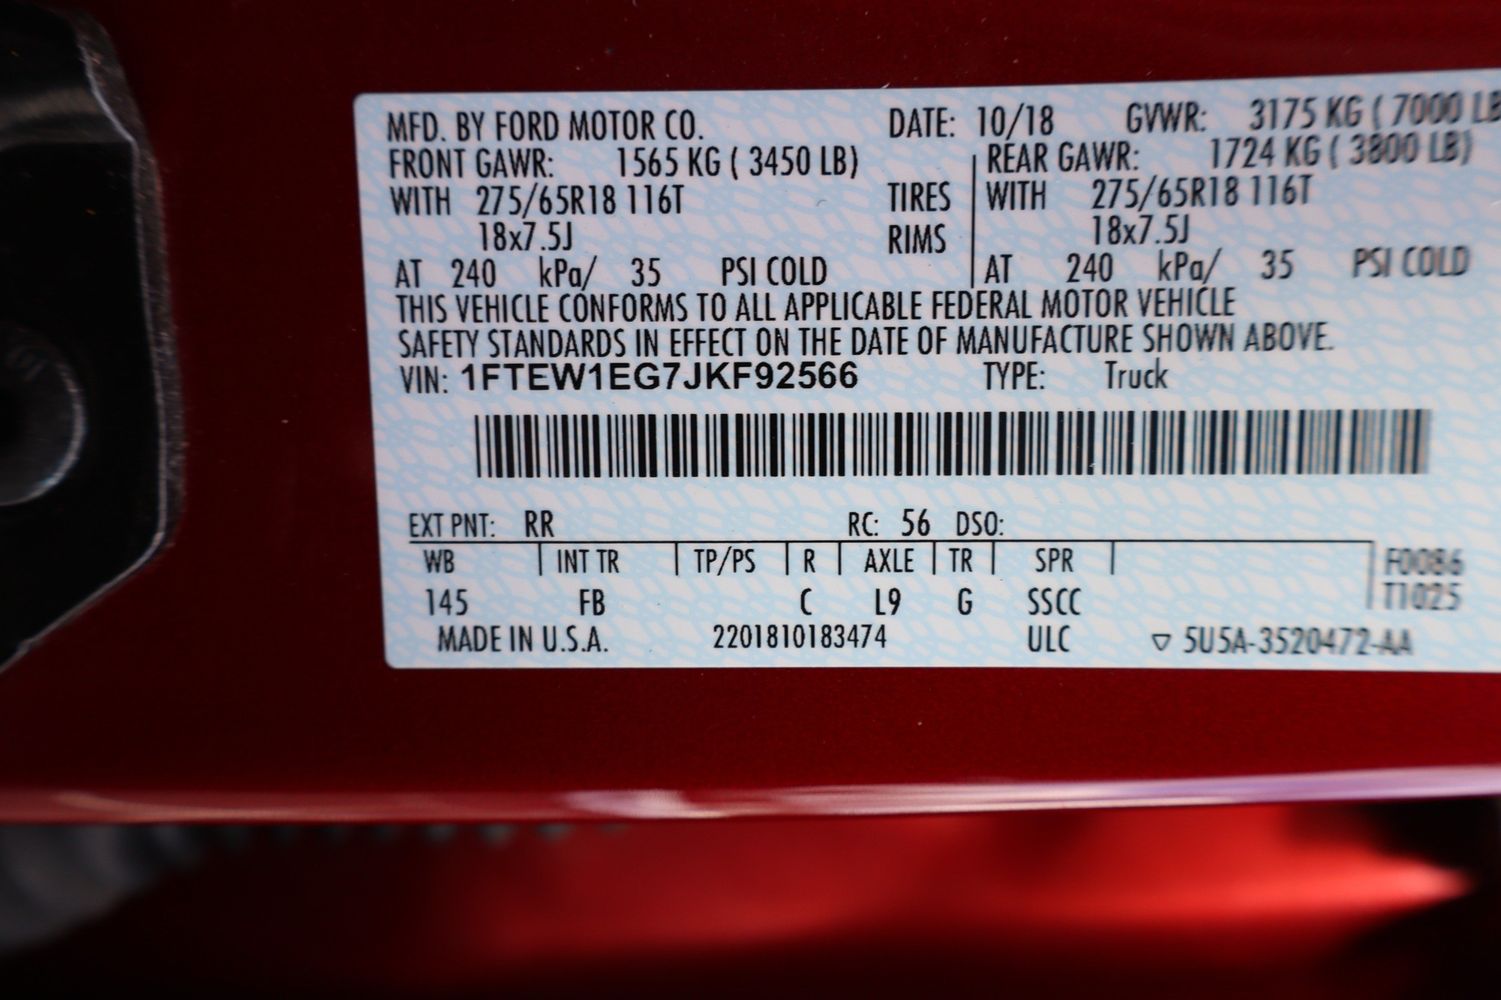 MFD. BY FORD MOTOR CO. DATE: 10/18 GVWR: 3175 KG ( 7000 LB
FRONT GAWR: 1565 KG ( 3450 LB) REAR GAWR: 1724 KG ( 3800 LB)
WITH 275/65R18 116T TIRES WITH 275/65R18 116T
18x7.5J RIMS 18x7.5J
AT 240 kPa/ 35 PSI COLD AT 240 kPa/ 35 PSI COLD
THIS VEHICLE CONFORMS TO ALL APPLICABLE FEDERAL MOTOR VEHICLE
SAFETY STANDARDS IN EFFECT ON THE DATE OF MANUFACTURE SHOWN ABOVE.
VIN: 1FTEW1EG7JKF92566 TYPE: Truck
EXT PNT: RR RC: 56 DSO:
WB INT TR TP/PS R AXLE TR SPR F0086
145 FB C L9 G SSCC T1025
MADE IN U.S.A. 2201810183474 ULC ▽ 5U5A-3520472-AA